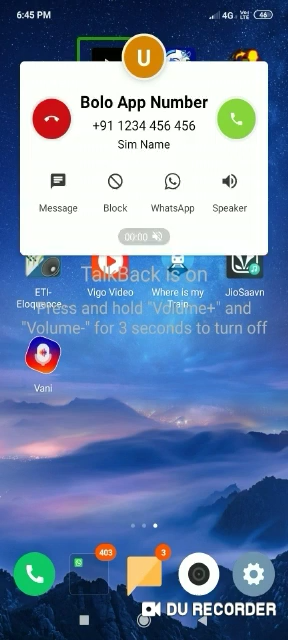 6:45 PM
4G
Vo
LTE
46
U
Bolo App Number
+91 1234 456 456
Sim Name
Message
Block
WhatsApp
Speaker
00:00
TalkBack is on
Press and hold "Volume+" and
"Volume-" for 3 seconds to turn off
ETI-
Eloquence...
Vigo Video
Where is my
Train
JioSaavn
Vani
403
3
DU RECORDER